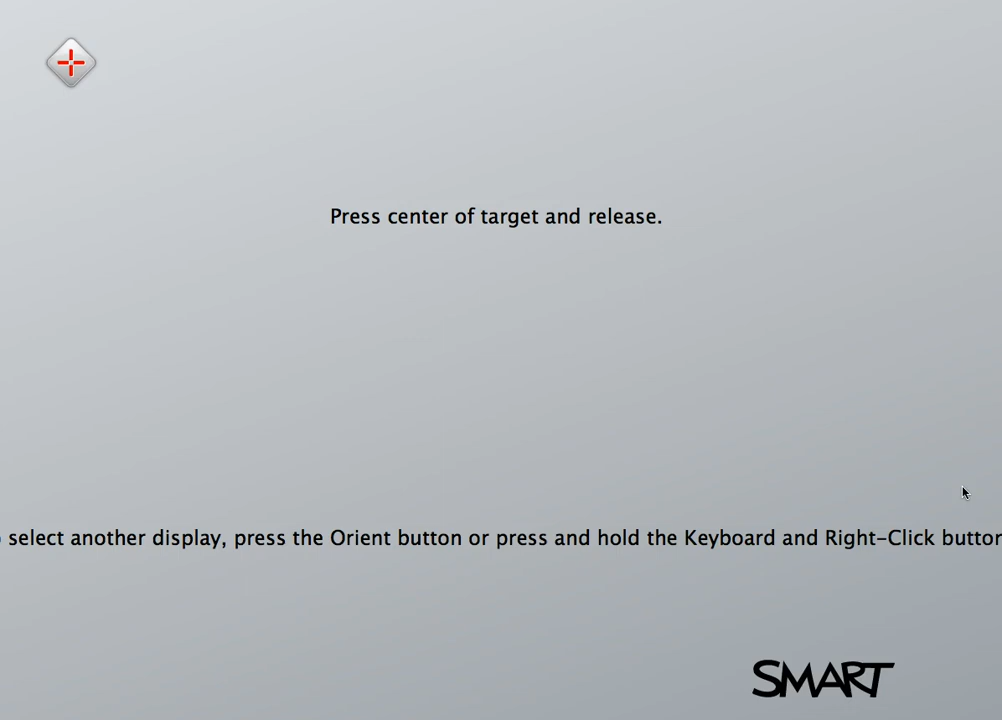 Press center of target and release.
select another display, press the Orient button or press and hold the Keyboard and Right-Click
SMART